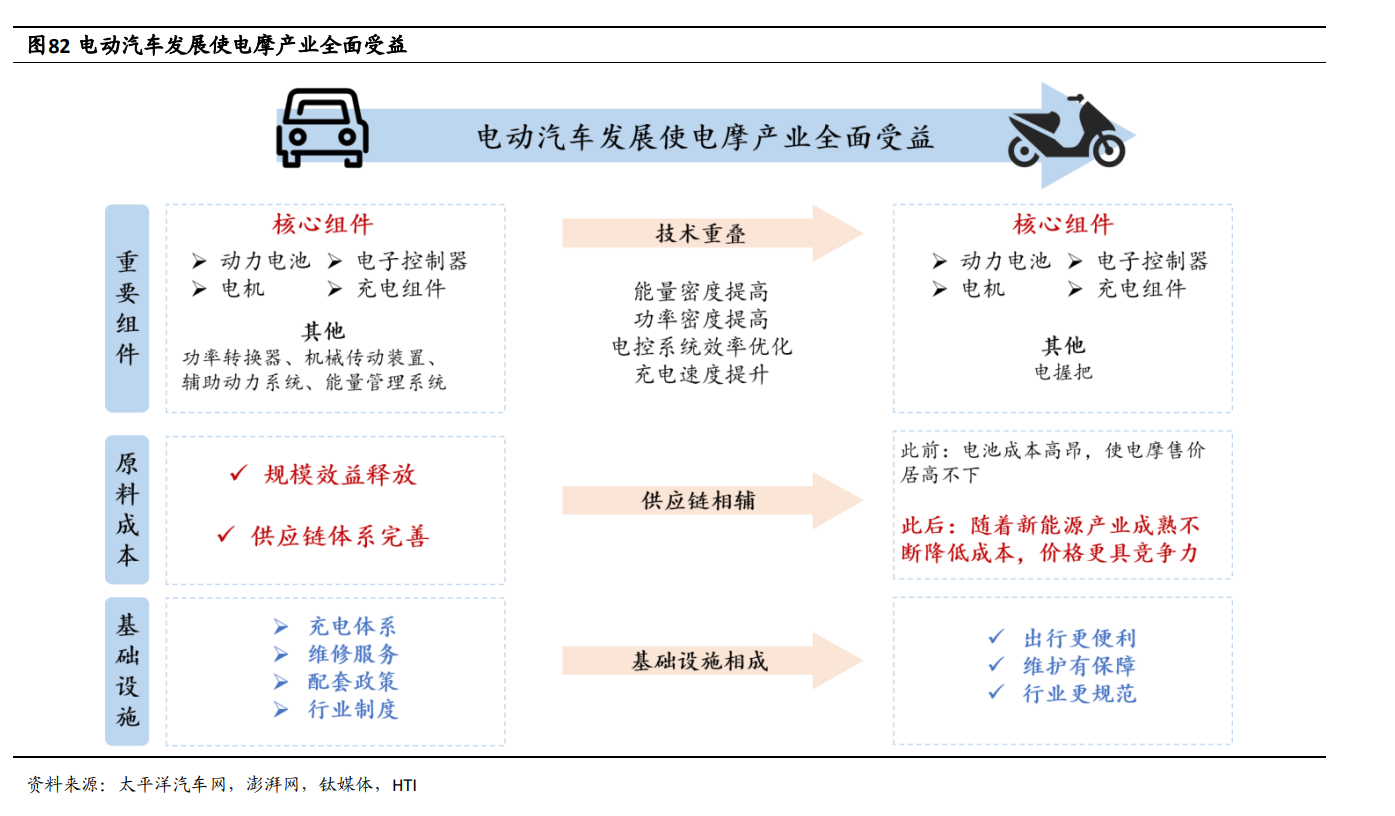 图82 电动汽车发展使电摩产业全面受益
电动汽车发展使电摩产业全面受益
重要组件
核心组件
➢ 动力电池 ➢ 电子控制器
➢ 电机 ➢ 充电组件
其他
功率转换器、机械传动装置、
辅助动力系统、能量管理系统
技术重叠
能量密度提高
功率密度提高
电控系统效率优化
充电速度提升
核心组件
➢ 动力电池 ➢ 电子控制器
➢ 电机 ➢ 充电组件
其他
电握把
原料成本
✓ 规模效益释放
✓ 供应链体系完善
供应链相辅
此前：电池成本高昂，使电摩售价
居高不下
此后：随着新能源产业成熟不
断降低成本，价格更具竞争力
基础设施
➢ 充电体系
➢ 维修服务
➢ 配套政策
➢ 行业制度
基础设施相成
✓ 出行更便利
✓ 维护有保障
✓ 行业更规范
资料来源：太平洋汽车网，澎湃网，钛媒体，HTI